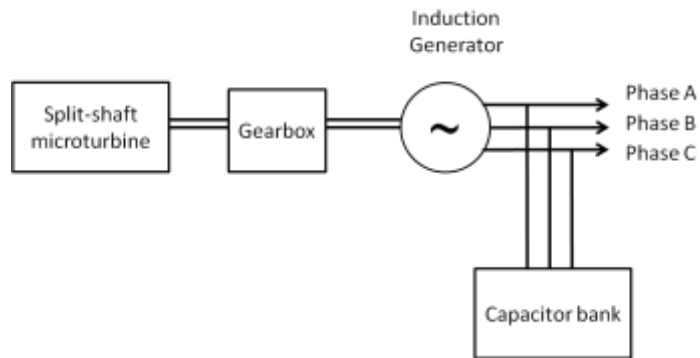 Induction
Generator
Split-shaft
microturbine
Gearbox
~
Phase A
Phase B
Phase C
Capacitor bank